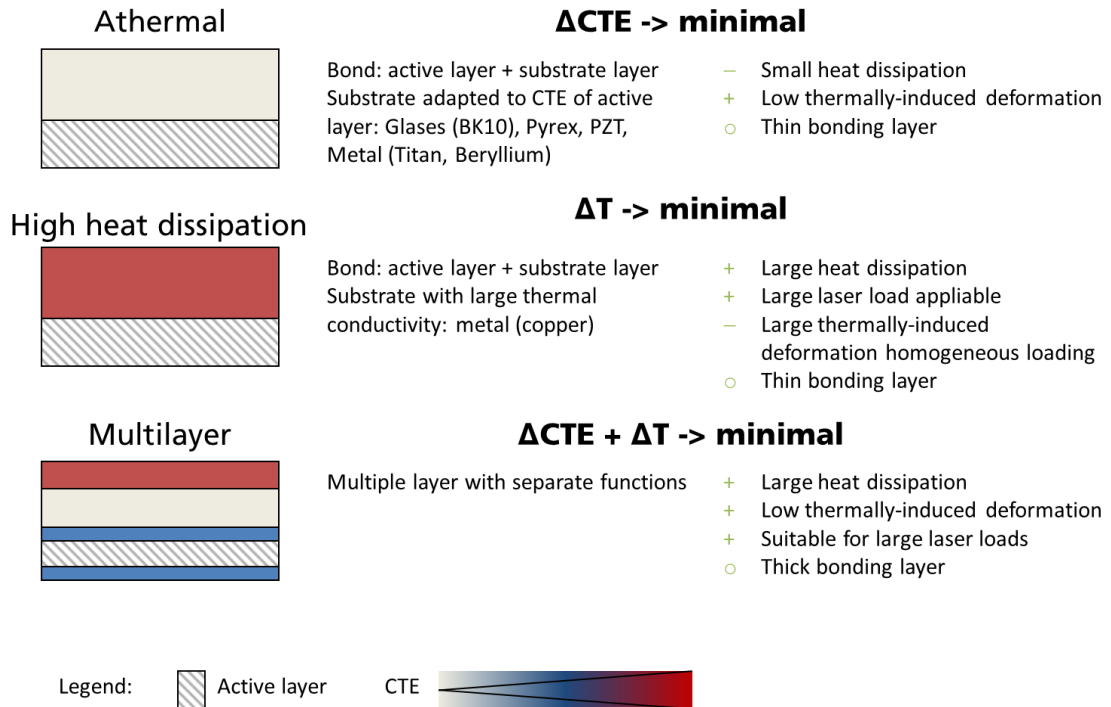 Athermal
ΔCTE -> minimal
Bond: active layer + substrate layer
Substrate adapted to CTE of active
layer: Glases (BK10), Pyrex, PZT,
Metal (Titan, Beryllium)
– Small heat dissipation
+ Low thermally-induced deformation
○ Thin bonding layer
High heat dissipation
ΔT -> minimal
Bond: active layer + substrate layer
Substrate with large thermal
conductivity: metal (copper)
+ Large heat dissipation
+ Large laser load appliable
– Large thermally-induced
deformation homogeneous loading
○ Thin bonding layer
Multilayer
ΔCTE + ΔT -> minimal
Multiple layer with separate functions
+ Large heat dissipation
+ Low thermally-induced deformation
+ Suitable for large laser loads
○ Thick bonding layer
Legend:
Active layer
CTE